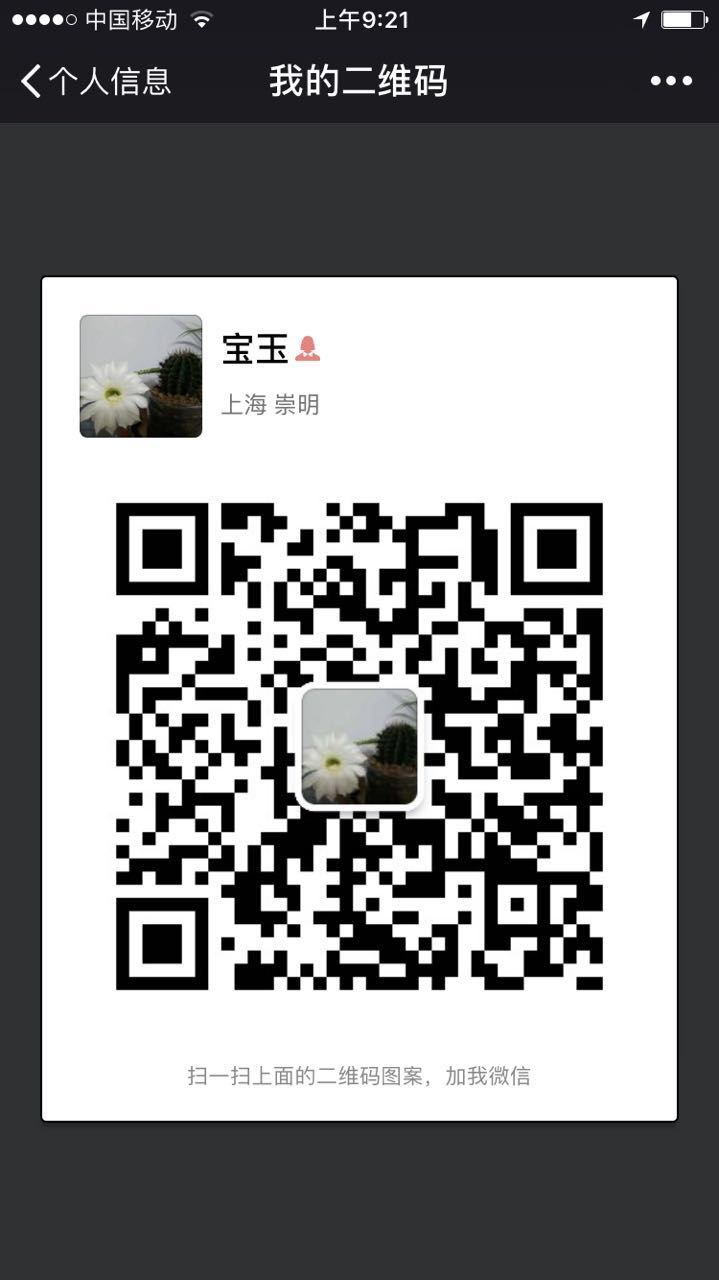 中国移动 上午9:21
个人信息 我的二维码
宝玉
上海 崇明
扫一扫上面的二维码图案，加我微信